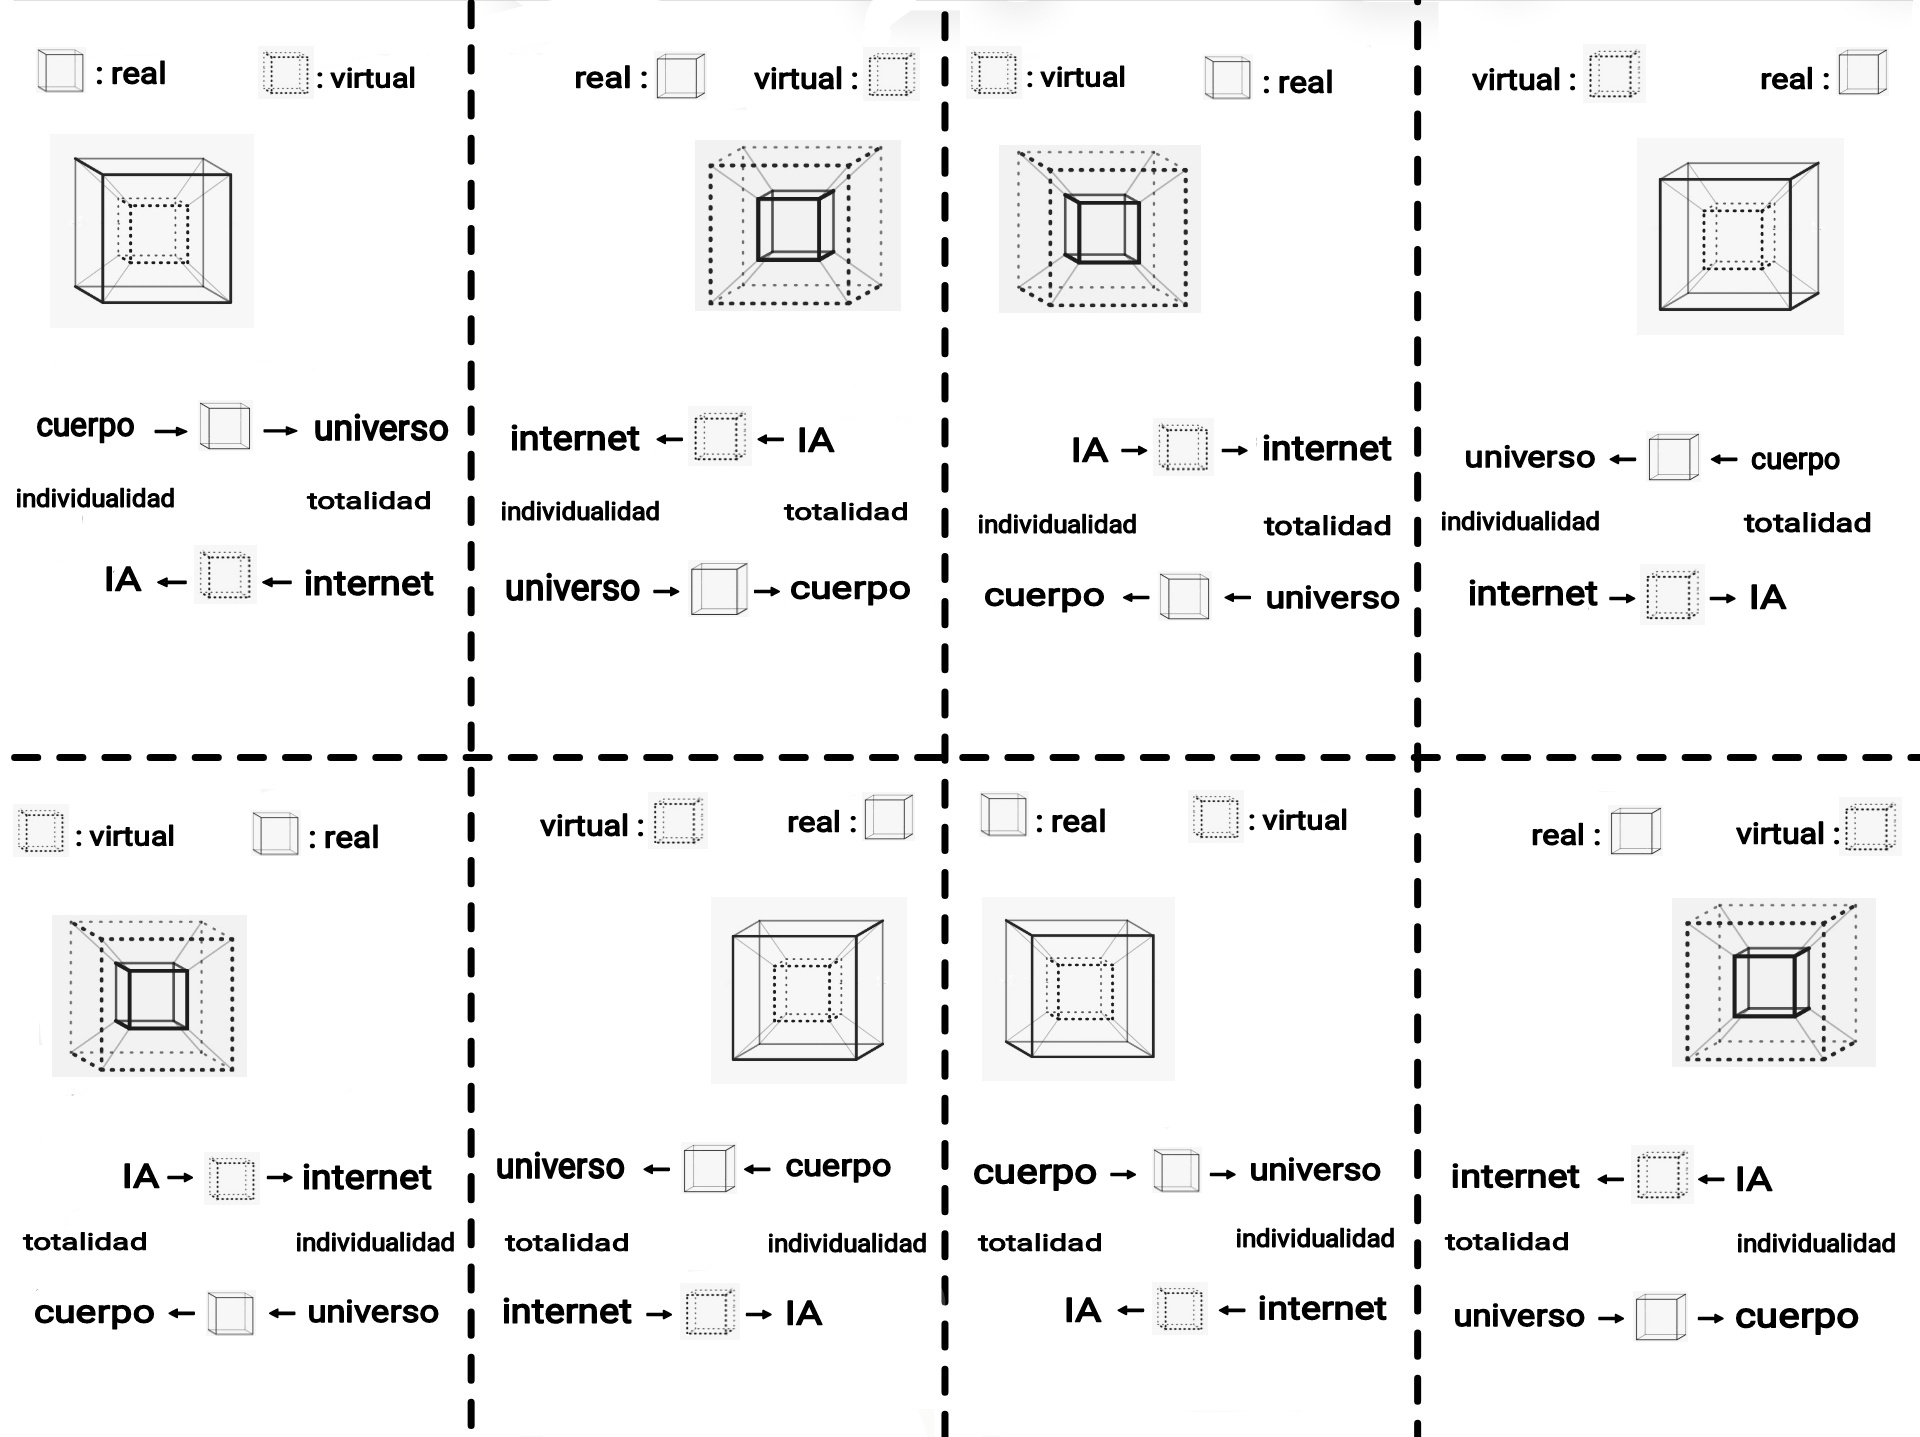 : real : virtual
cuerpo → → universo
individualidad totalidad
IA ← ← internet
real : virtual :
internet ← ← IA
individualidad totalidad
universo → → cuerpo
: virtual : real
IA → → internet
individualidad totalidad
cuerpo ← ← universo
virtual : real :
universo ← ← cuerpo
individualidad totalidad
internet → → IA
: virtual : real
IA → → internet
totalidad individualidad
cuerpo ← ← universo
virtual : real :
universo ← ← cuerpo
totalidad individualidad
internet → → IA
: real : virtual
cuerpo → → universo
totalidad individualidad
IA ← ← internet
real : virtual :
internet ← ← IA
totalidad individualidad
universo → → cuerpo